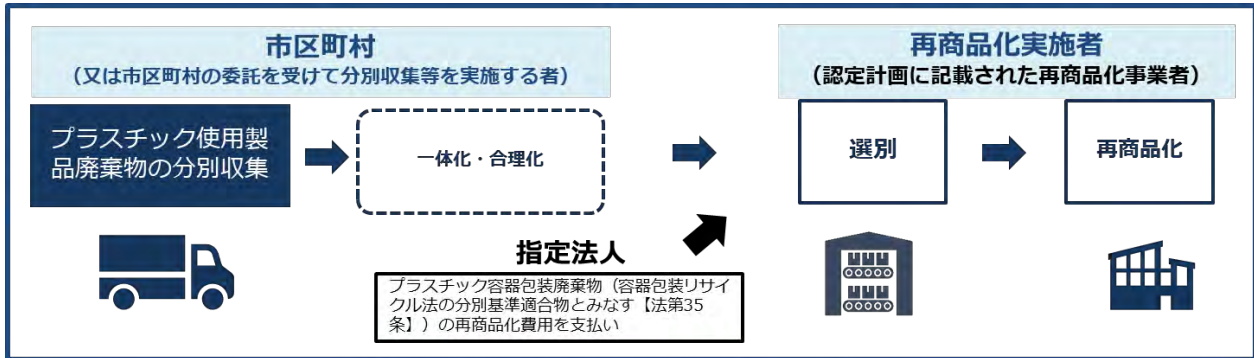 市区町村
（又は市区町村の委託を受けて分別収集等を実施する者）
再商品化実施者
（認定計画に記載された再商品化事業者）
プラスチック使用製
品廃棄物の分別収集
一体化・合理化
選別
再商品化
指定法人
プラスチック容器包装廃棄物（容器包装リサイ
クル法の分別基準適合物とみなす【法第35
条】）の再商品化費用を支払い